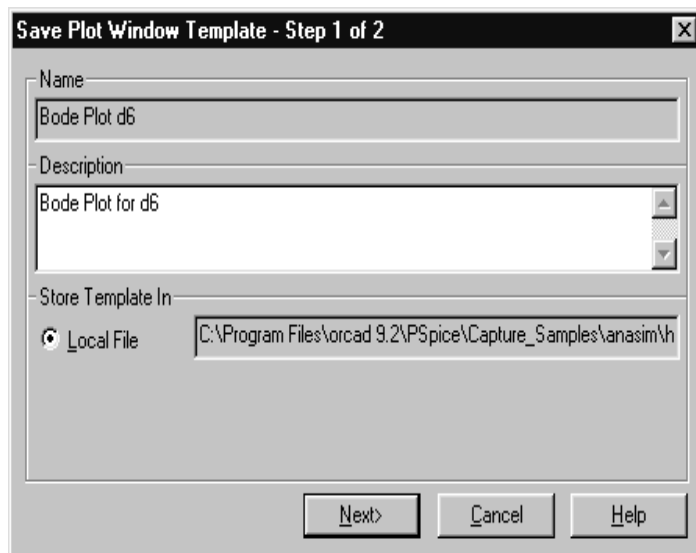 Save Plot Window Template - Step 1 of 2
Name
Bode Plot d6
Description
Bode Plot for d6
Store Template In
Local File
C:\Program Files\orcad 9.2\PSpice\Capture_Samples\anasim\h
Next>
Cancel
Help